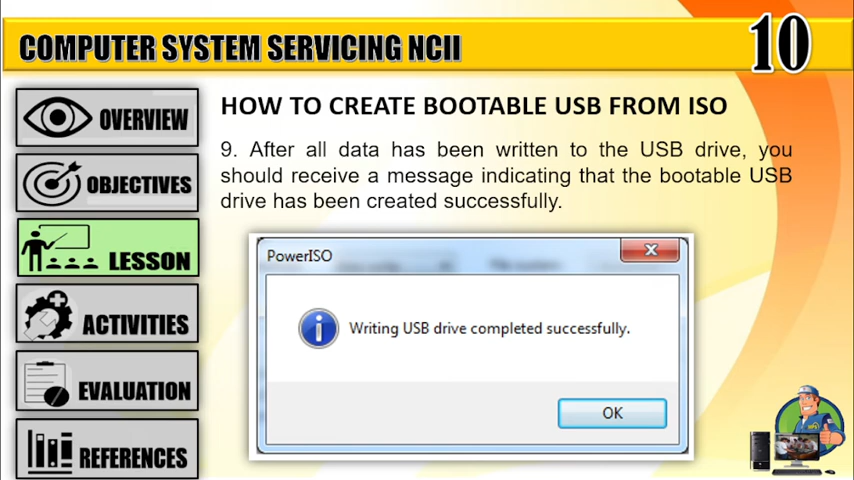 COMPUTER SYSTEM SERVICING NCII
10
OVERVIEW
OBJECTIVES
LESSON
ACTIVITIES
EVALUATION
REFERENCES
HOW TO CREATE BOOTABLE USB FROM ISO
9. After all data has been written to the USB drive, you
should receive a message indicating that the bootable USB
drive has been created successfully.
PowerISO
Writing USB drive completed successfully.
OK